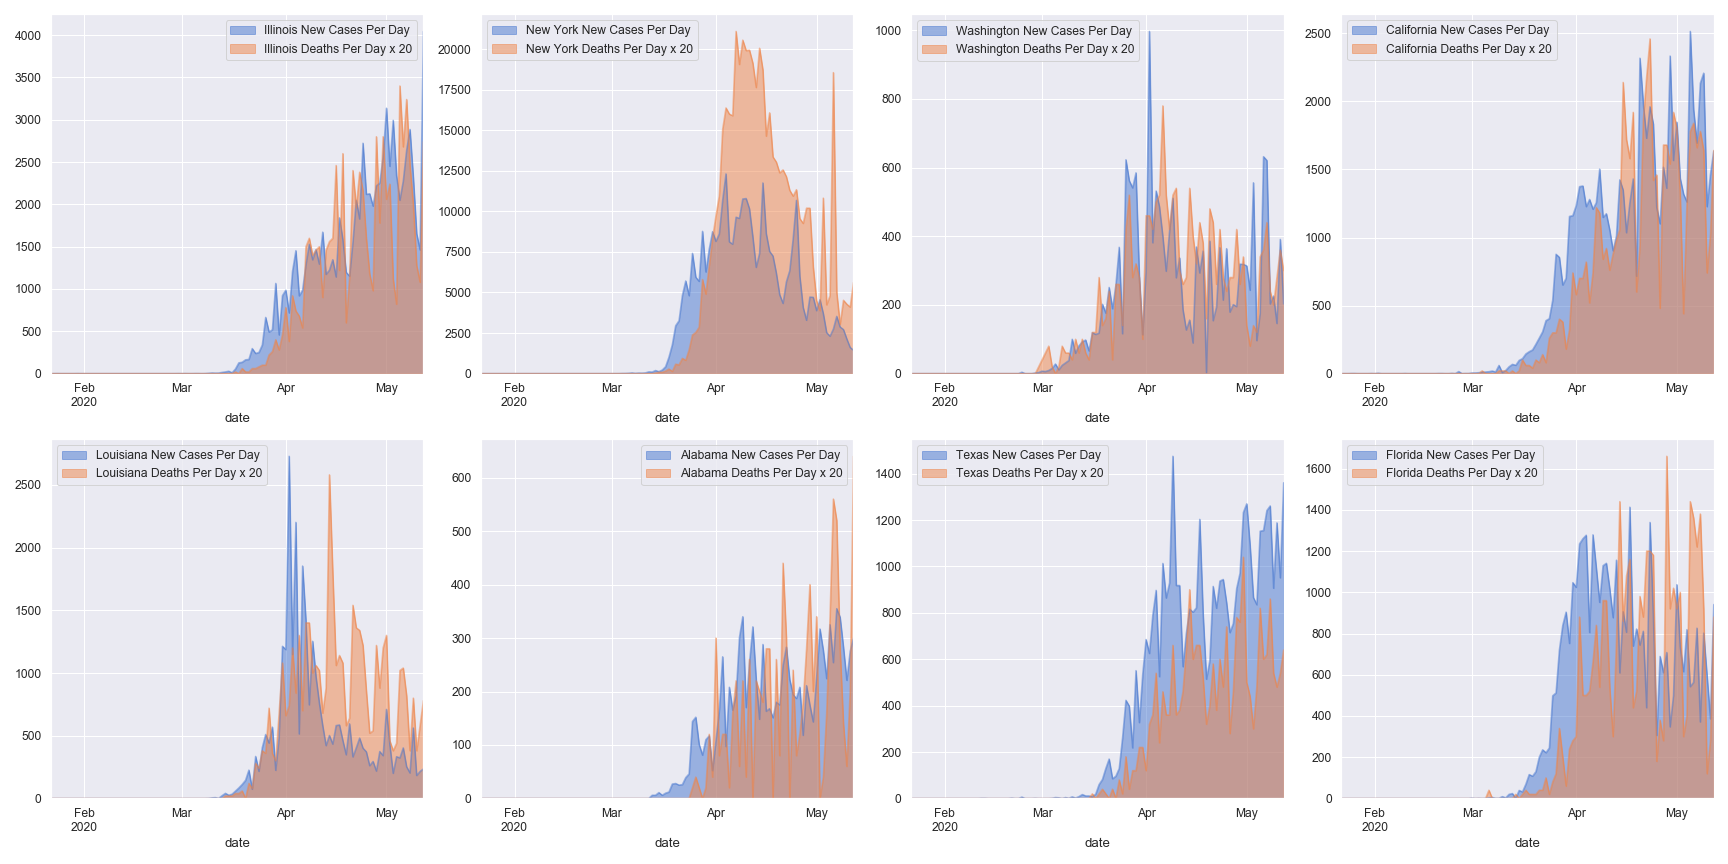 Illinois New Cases Per Day
Illinois Deaths Per Day x 20
4000
3500
3000
2500
2000
1500
1000
500
0
Feb
2020
Mar
Apr
May
date
New York New Cases Per Day
New York Deaths Per Day x 20
20000
17500
15000
12500
10000
7500
5000
2500
0
Feb
2020
Mar
Apr
May
date
Washington New Cases Per Day
Washington Deaths Per Day x 20
1000
800
600
400
200
0
Feb
2020
Mar
Apr
May
date
California New Cases Per Day
California Deaths Per Day x 20
2500
2000
1500
1000
500
0
Feb
2020
Mar
Apr
May
date
Louisiana New Cases Per Day
Louisiana Deaths Per Day x 20
2500
2000
1500
1000
500
0
Feb
2020
Mar
Apr
May
date
Alabama New Cases Per Day
Alabama Deaths Per Day x 20
600
500
400
300
200
100
0
Feb
2020
Mar
Apr
May
date
Texas New Cases Per Day
Texas Deaths Per Day x 20
1400
1200
1000
800
600
400
200
0
Feb
2020
Mar
Apr
May
date
Florida New Cases Per Day
Florida Deaths Per Day x 20
1600
1400
1200
1000
800
600
400
200
0
Feb
2020
Mar
Apr
May
date